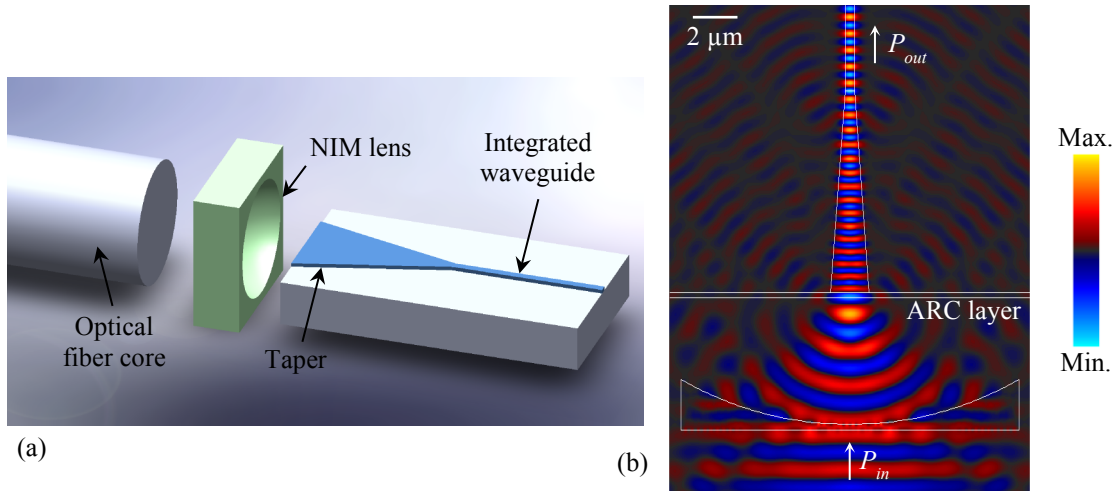 NIM lens
Integrated
waveguide
Optical
fiber core
Taper
(a)
2 µm
P_out
ARC layer
P_in
(b)
Max.
Min.